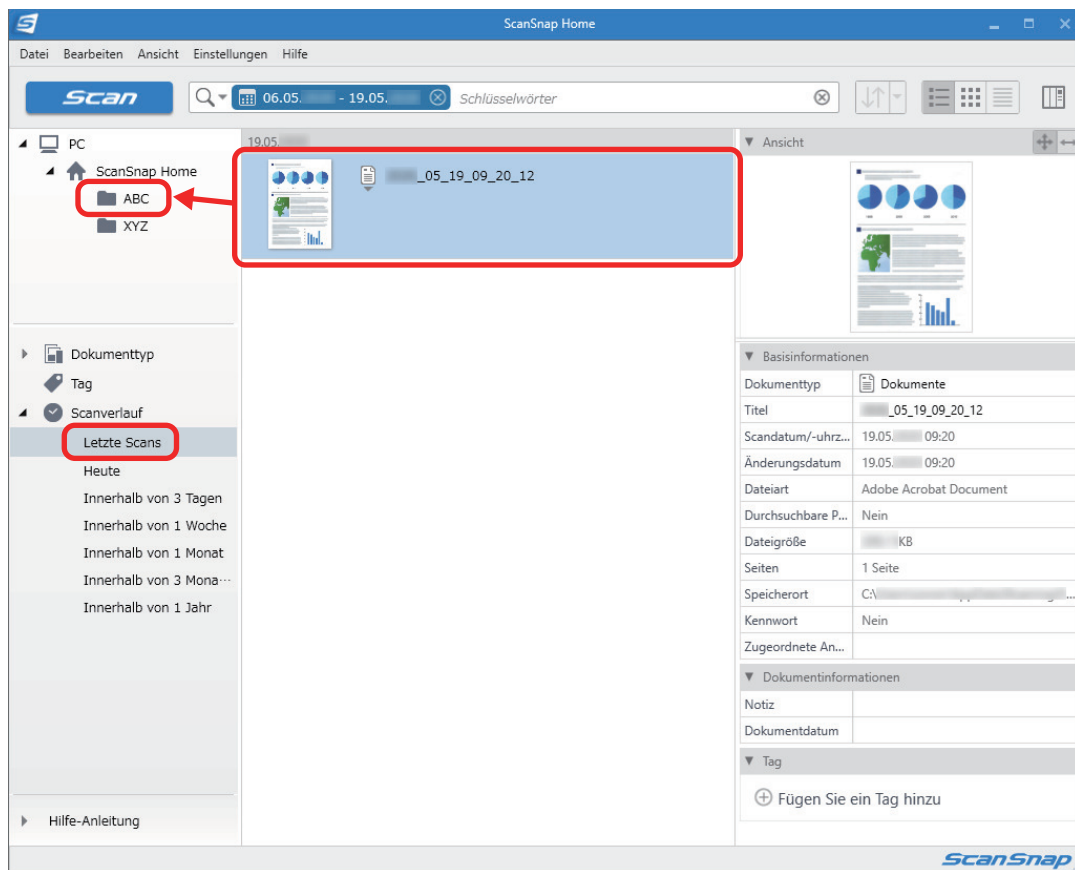 ScanSnap Home
Datei Bearbeiten Ansicht Einstellungen Hilfe
Scan 06.05. - 19.05. Schlüsselwörter
PC
ScanSnap Home
ABC
XYZ
Dokumenttyp
Tag
Scanverlauf
Letzte Scans
Heute
Innerhalb von 3 Tagen
Innerhalb von 1 Woche
Innerhalb von 1 Monat
Innerhalb von 3 Mona...
Innerhalb von 1 Jahr
Hilfe-Anleitung
19.05.
_05_19_09_20_12
Ansicht
Basisinformationen
Dokumenttyp Dokumente
Titel _05_19_09_20_12
Scandatum/-uhrz... 19.05. 09:20
Änderungsdatum 19.05. 09:20
Dateiart Adobe Acrobat Document
Durchsuchbare P... Nein
Dateigröße KB
Seiten 1 Seite
Speicherort C:\ ...
Kennwort Nein
Zugeordnete An...
Dokumentinformationen
Notiz
Dokumentdatum
Tag
Fügen Sie ein Tag hinzu
ScanSnap